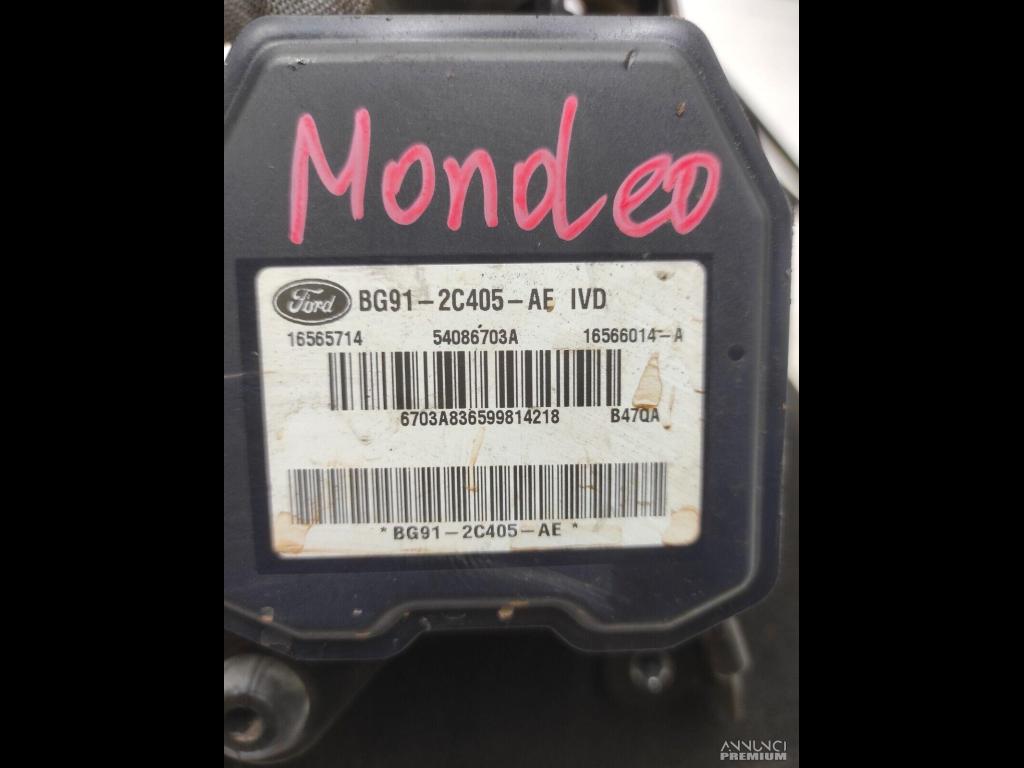 Mondeo
Ford BG91-2C405-AE IVD
16565714 54086703A 16566014-A
6703A836599814218 B47QA
*BG91-2C405-AE*
ANNUNCI
PREMIUM